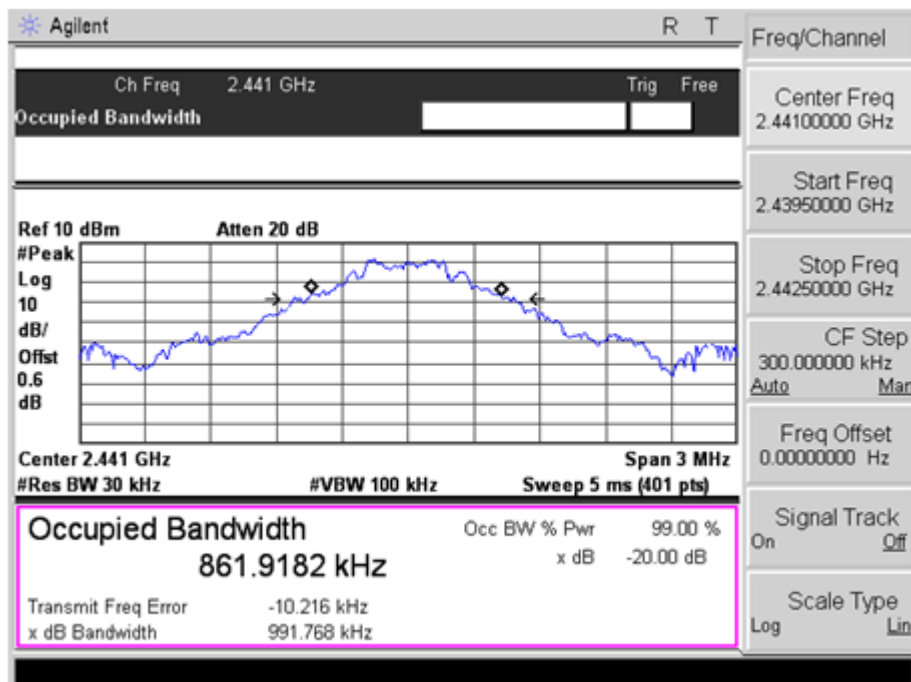 Agilent R T
Ch Freq 2.441 GHz Trig Free
Occupied Bandwidth
Ref 10 dBm Atten 20 dB
#Peak
Log
10
dB/
Offst
0.6
dB
Center 2.441 GHz Span 3 MHz
#Res BW 30 kHz #VBW 100 kHz Sweep 5 ms (401 pts)
Occupied Bandwidth Occ BW % Pwr 99.00 %
861.9182 kHz x dB -20.00 dB
Transmit Freq Error -10.216 kHz
x dB Bandwidth 991.768 kHz
Freq/Channel
Center Freq
2.44100000 GHz
Start Freq
2.43950000 GHz
Stop Freq
2.44250000 GHz
CF Step
300.000000 kHz
Auto Man
Freq Offset
0.00000000 Hz
Signal Track
On Off
Scale Type
Log Lin